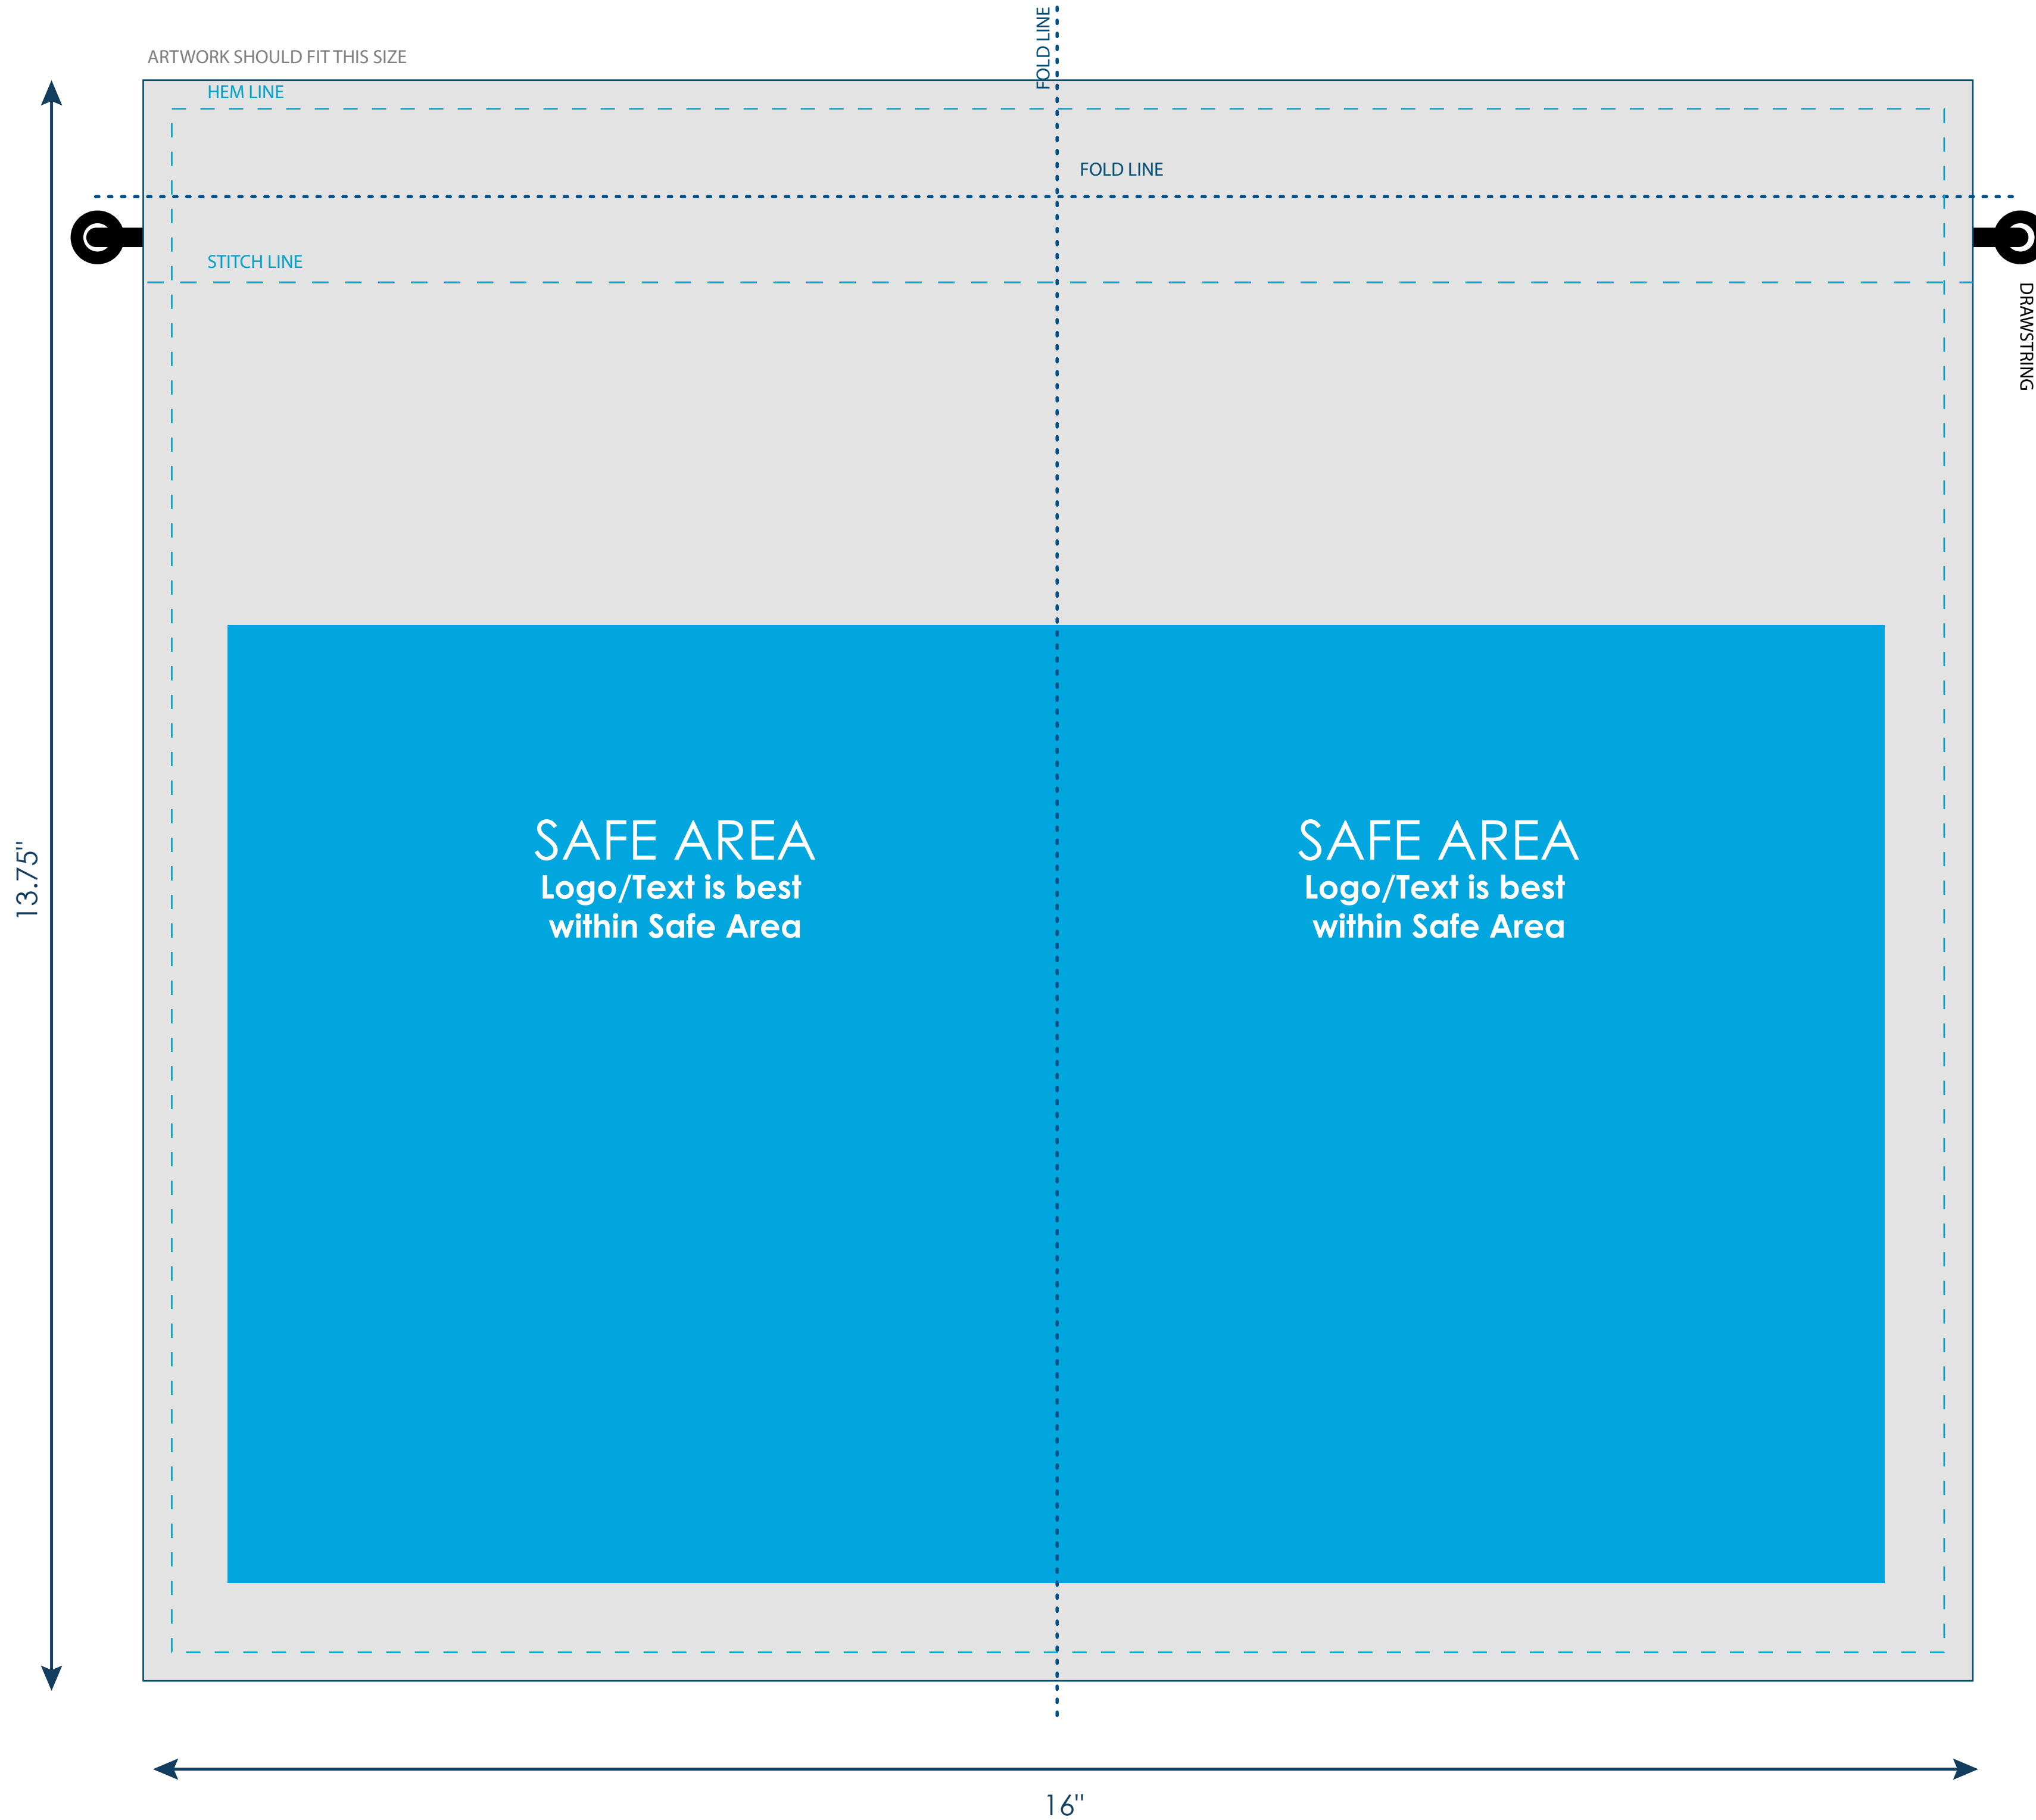 FOLD LINE
ARTWORK SHOULD FIT THIS SIZE
HEM LINE
FOLD LINE
STITCH LINE
DRAWSTRING
13.75"
SAFE AREA
Logo/Text is best
within Safe Area
SAFE AREA
Logo/Text is best
within Safe Area
16"